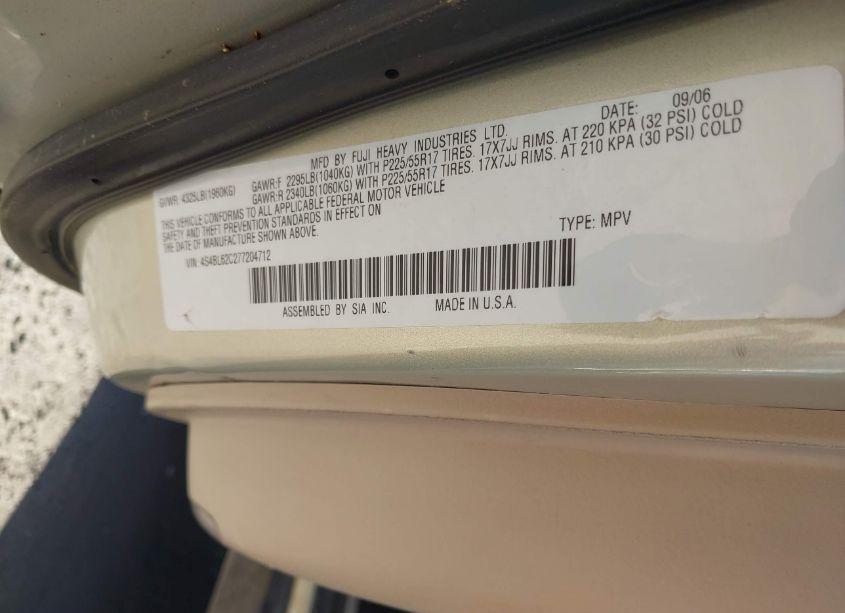 MFD BY FUJI HEAVY INDUSTRIES LTD. DATE: 09/06
GVWR: 4325LB(1960KG) GAWR:F 2295LB(1040KG) WITH P225/55R17 TIRES. 17X7JJ RIMS. AT 220 KPA (32 PSI) COLD
GAWR:R 2340LB(1060KG) WITH P225/55R17 TIRES. 17X7JJ RIMS. AT 210 KPA (30 PSI) COLD
THIS VEHICLE CONFORMS TO ALL APPLICABLE FEDERAL MOTOR VEHICLE
SAFETY AND THEFT PREVENTION STANDARDS IN EFFECT ON
THE DATE OF MANUFACTURE SHOWN ABOVE.
VIN: 4S4BL62C277204712 TYPE: MPV
ASSEMBLED BY SIA INC. MADE IN U.S.A.